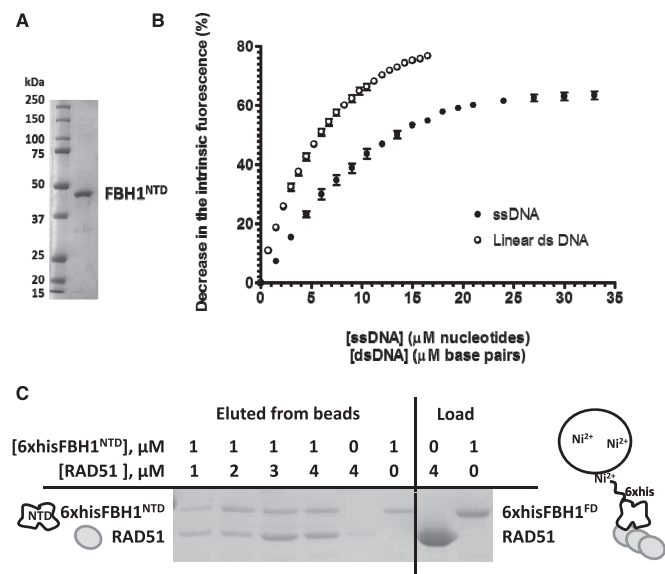 A
kDa
250
150
100
75
50
37
25
20
15
FBH1NTD
B
Decrease in the intrinsic fluorescence (%)
80
60
40
20
0
0 5 10 15 20 25 30 35
ssDNA
Linear ds DNA
[ssDNA] (μM nucleotides)
[dsDNA] (μM base pairs)
C
Eluted from beads Load
[6xhisFBH1NTD], μM 1 1 1 1 0 1 0 1
[RAD51 ], μM 1 2 3 4 4 0 4 0
NTD 6xhisFBH1NTD 6xhisFBH1FD
RAD51 RAD51
Ni2+ Ni2+
Ni2+
6xhis